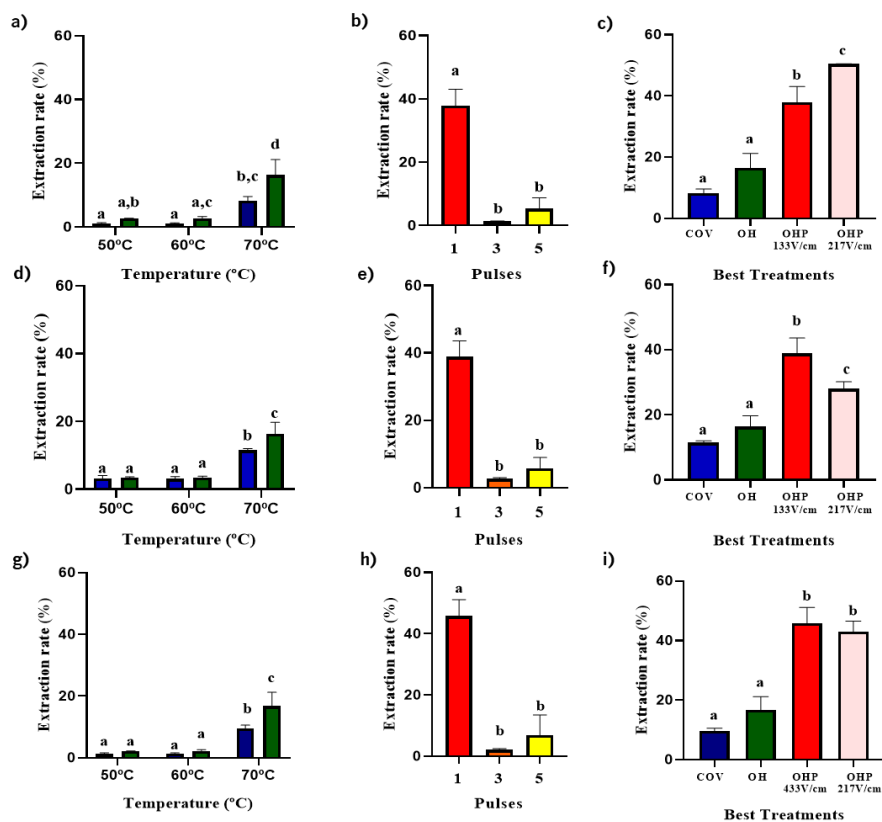 a)
Extraction rate (%)
60
40
20
0
a
a,b
a
a,c
b,c
d
50ºC
60ºC
70ºC
Temperature (ºC)
b)
Extraction rate (%)
60
40
20
0
a
b
b
1
3
5
Pulses
c)
Extraction rate (%)
60
40
20
0
a
a
b
c
COV
OH
OHP
133V/cm
OHP
217V/cm
Best Treatments
d)
Extraction rate (%)
60
40
20
0
a
a
a
a
b
c
50ºC
60ºC
70ºC
Temperature (ºC)
e)
Extraction rate (%)
60
40
20
0
a
b
b
1
3
5
Pulses
f)
Extraction rate (%)
60
40
20
0
a
a
b
c
COV
OH
OHP
133V/cm
OHP
217V/cm
Best Treatments
g)
Extraction rate (%)
60
40
20
0
a
a
a
a
b
c
50ºC
60ºC
70ºC
Temperature (ºC)
h)
Extraction rate (%)
60
40
20
0
a
b
b
1
3
5
Pulses
i)
Extraction rate (%)
60
40
20
0
a
a
b
b
COV
OH
OHP
433V/cm
OHP
217V/cm
Best Treatments